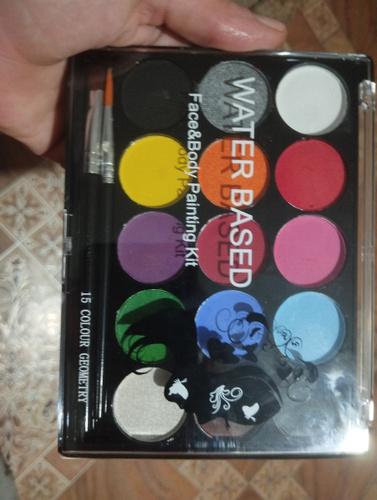 WATER BASED
Face&Body Painting Kit
15 COLOUR GEOMETRY